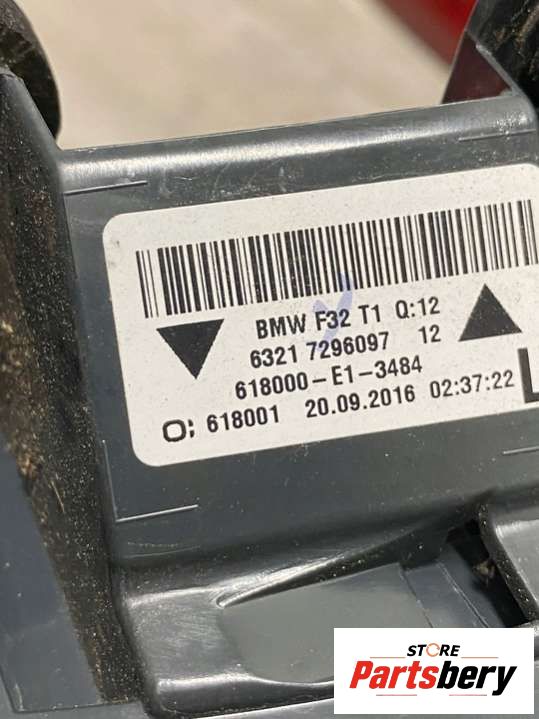 BMW F32 T1 Q:12
6321 7296097 12
618000-E1-3484
O; 618001 20.09.2016 02:37:22 L
STORE
Partsbery